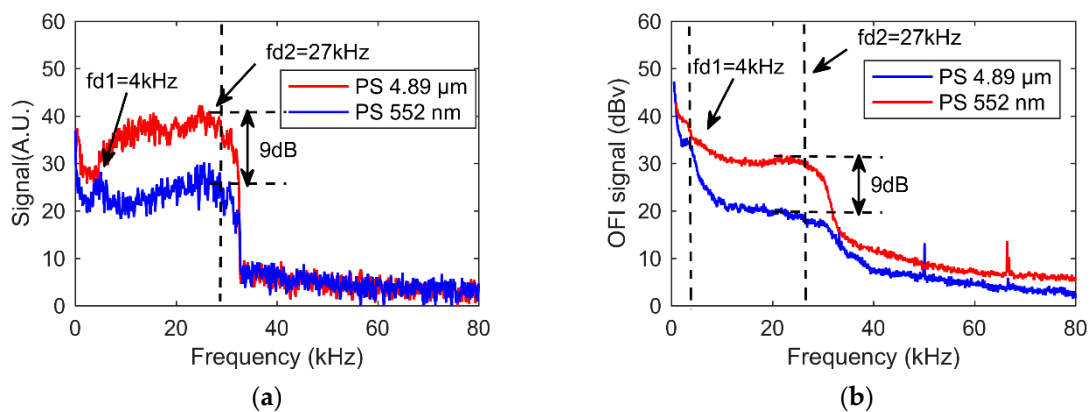 60
50
40
30
20
10
0
0
20
40
60
80
Signal(A.U.)
Frequency (kHz)
fd1=4kHz
fd2=27kHz
PS 4.89 μm
PS 552 nm
9dB
(a)
60
50
40
30
20
10
0
0
20
40
60
80
OFI signal (dBv)
Frequency (kHz)
fd1=4kHz
fd2=27kHz
PS 4.89 μm
PS 552 nm
9dB
(b)